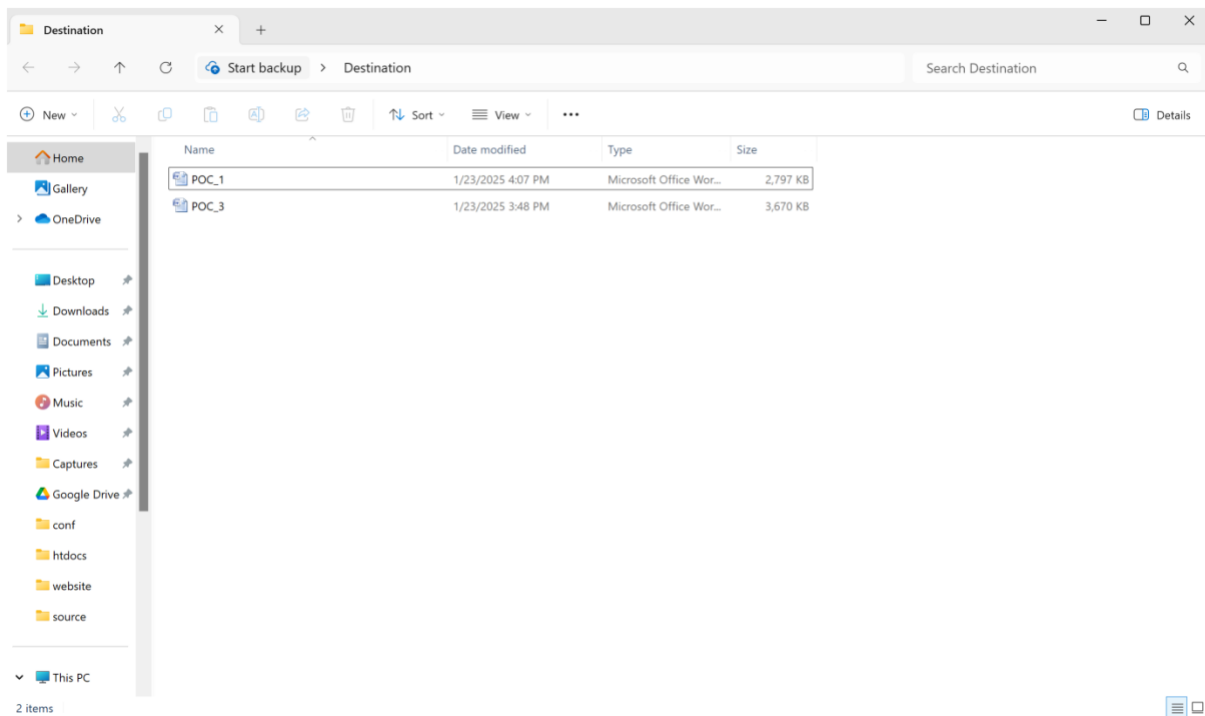 Destination
Start backup > Destination
Search Destination
New
Sort
View
Details
Name Date modified Type Size
POC_1 1/23/2025 4:07 PM Microsoft Office Wor... 2,797 KB
POC_3 1/23/2025 3:48 PM Microsoft Office Wor... 3,670 KB
Home
Gallery
OneDrive
Desktop
Downloads
Documents
Pictures
Music
Videos
Captures
Google Drive
conf
htdocs
website
source
This PC
2 items